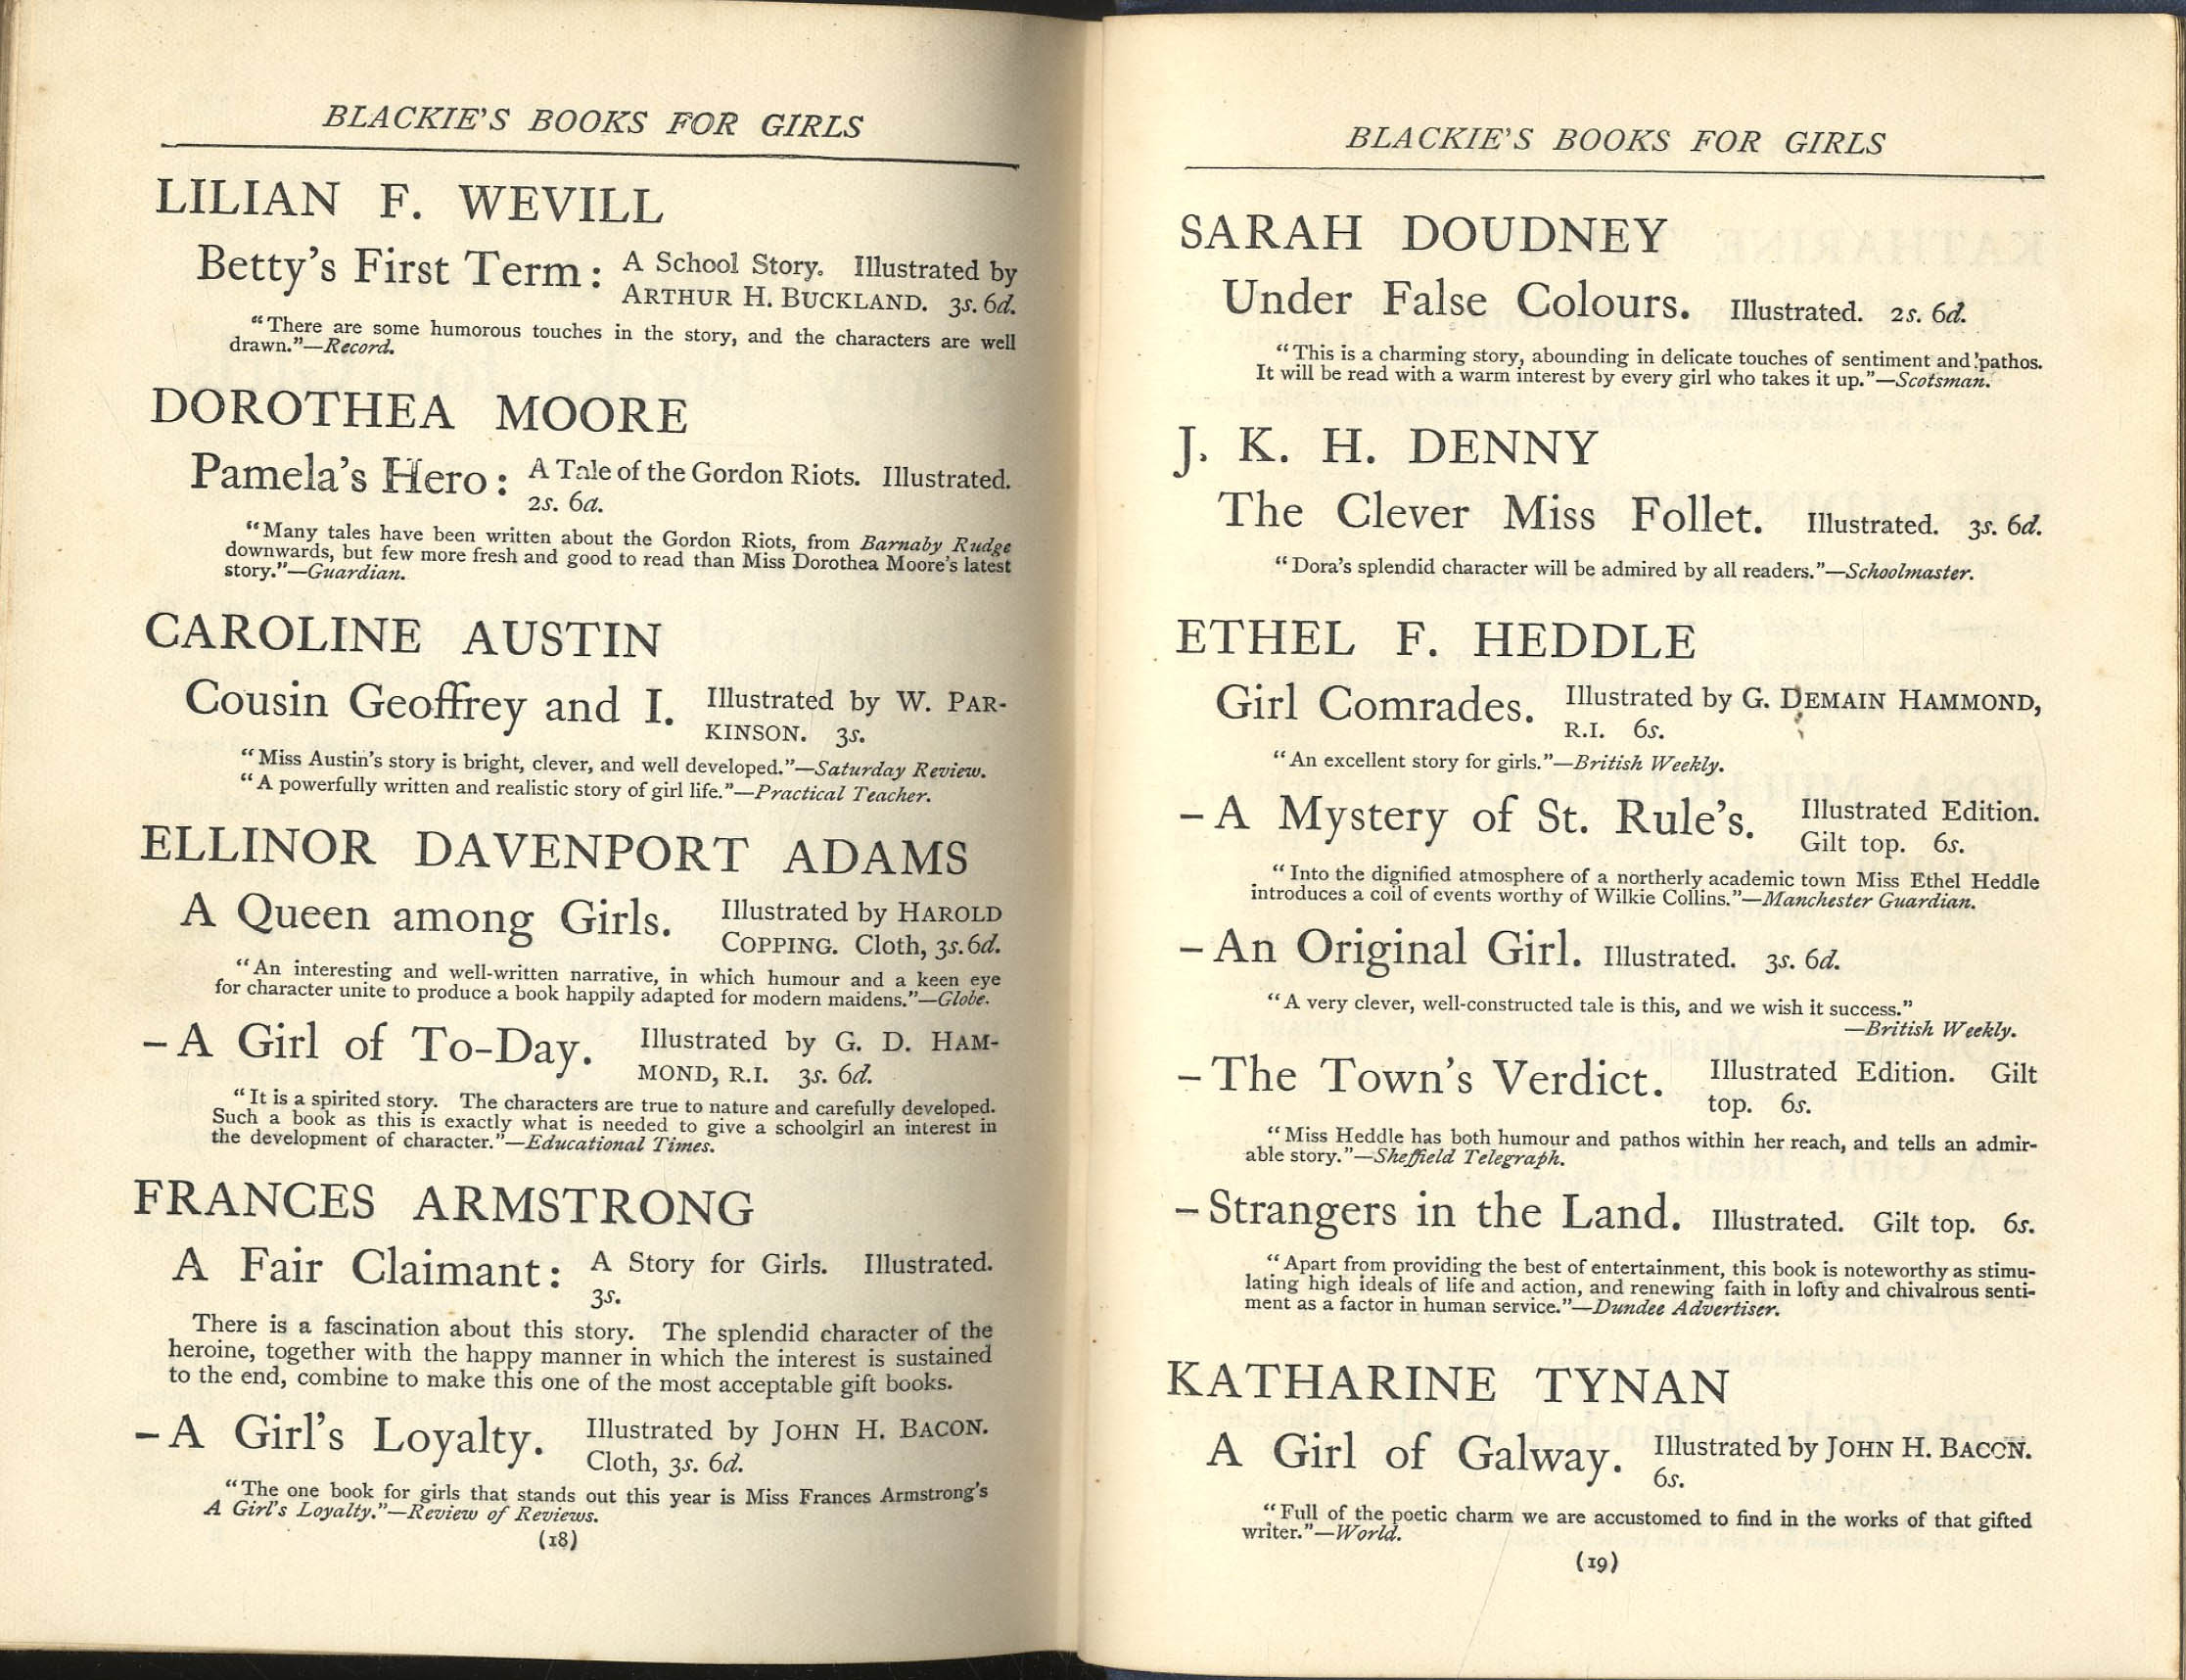 BLACKIE'S BOOKS FOR GIRLS
LILIAN F. WEVILL
Betty's First Term: A School Story. Illustrated by
ARTHUR H. BUCKLAND. 3s. 6d.
"There are some humorous touches in the story, and the characters are well
drawn."—Record.
DOROTHEA MOORE
Pamela's Hero: A Tale of the Gordon Riots. Illustrated.
2s. 6d.
"Many tales have been written about the Gordon Riots, from Barnaby Rudge
downwards, but few more fresh and good to read than Miss Dorothea Moore's latest
story."—Guardian.
CAROLINE AUSTIN
Cousin Geoffrey and I. Illustrated by W. PAR-
KINSON. 3s.
"Miss Austin's story is bright, clever, and well developed."—Saturday Review.
"A powerfully written and realistic story of girl life."—Practical Teacher.
ELLINOR DAVENPORT ADAMS
A Queen among Girls. Illustrated by HAROLD
COPPING. Cloth, 3s. 6d.
"An interesting and well-written narrative, in which humour and a keen eye
for character unite to produce a book happily adapted for modern maidens."—Globe.
–A Girl of To-Day. Illustrated by G. D. HAM-
MOND, R.I. 3s. 6d.
"It is a spirited story. The characters are true to nature and carefully developed.
Such a book as this is exactly what is needed to give a schoolgirl an interest in
the development of character."—Educational Times.
FRANCES ARMSTRONG
A Fair Claimant: A Story for Girls. Illustrated.
3s.
There is a fascination about this story. The splendid character of the
heroine, together with the happy manner in which the interest is sustained
to the end, combine to make this one of the most acceptable gift books.
–A Girl's Loyalty. Illustrated by JOHN H. BACON.
Cloth, 3s. 6d.
"The one book for girls that stands out this year is Miss Frances Armstrong's
A Girl's Loyalty."—Review of Reviews.
(18)
BLACKIE'S BOOKS FOR GIRLS
SARAH DOUDNEY
Under False Colours. Illustrated. 2s. 6d.
"This is a charming story, abounding in delicate touches of sentiment and pathos.
It will be read with a warm interest by every girl who takes it up."—Scotsman.
J. K. H. DENNY
The Clever Miss Follet. Illustrated. 3s. 6d.
"Dora's splendid character will be admired by all readers."—Schoolmaster.
ETHEL F. HEDDLE
Girl Comrades. Illustrated by G. DEMAIN HAMMOND,
R.I. 6s.
"An excellent story for girls."—British Weekly.
–A Mystery of St. Rule's. Illustrated Edition.
Gilt top. 6s.
"Into the dignified atmosphere of a northerly academic town Miss Ethel Heddle
introduces a coil of events worthy of Wilkie Collins."—Manchester Guardian.
–An Original Girl. Illustrated. 3s. 6d.
"A very clever, well-constructed tale is this, and we wish it success."
—British Weekly.
–The Town's Verdict. Illustrated Edition. Gilt
top. 6s.
"Miss Heddle has both humour and pathos within her reach, and tells an admir-
able story."—Sheffield Telegraph.
–Strangers in the Land. Illustrated. Gilt top. 6s.
"Apart from providing the best of entertainment, this book is noteworthy as stimu-
lating high ideals of life and action, and renewing faith in lofty and chivalrous senti-
ment as a factor in human service."—Dundee Advertiser.
KATHARINE TYNAN
A Girl of Galway. Illustrated by JOHN H. BACON.
6s.
"Full of the poetic charm we are accustomed to find in the works of that gifted
writer."—World.
(19)